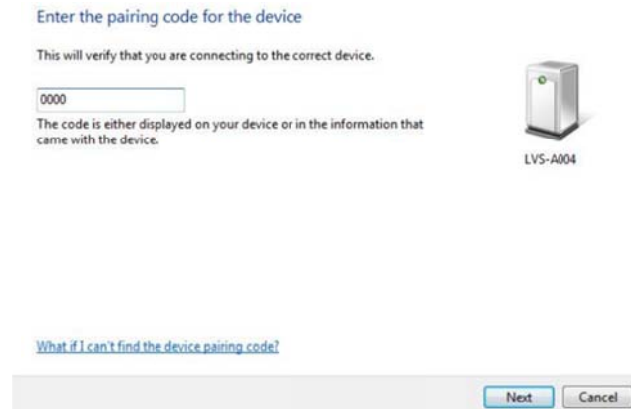 Enter the pairing code for the device
This will verify that you are connecting to the correct device.
0000
The code is either displayed on your device or in the information that
came with the device.
LVS-A004
What if I can't find the device pairing code?
Next
Cancel